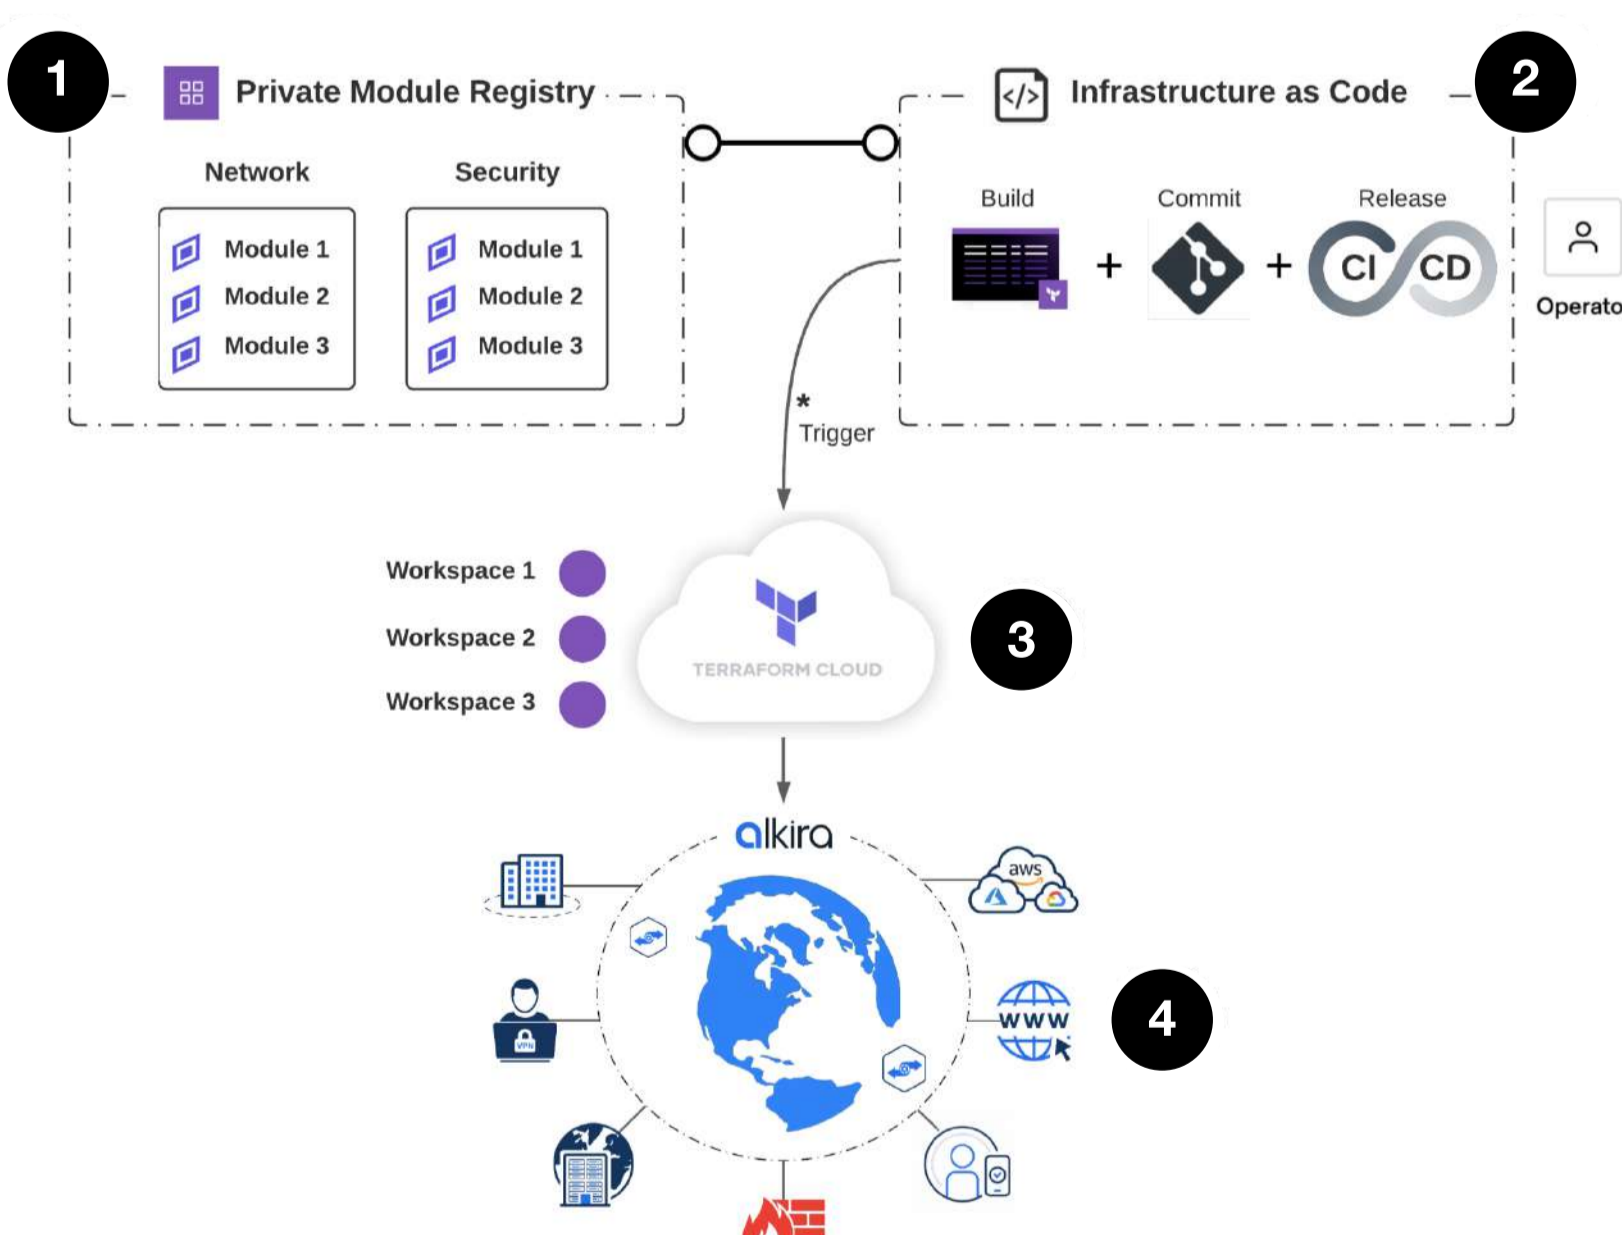 1
Private Module Registry
Network
Module 1
Module 2
Module 3
Security
Module 1
Module 2
Module 3
Infrastructure as Code
2
Build
</>
+
Commit
+
Release
CI CD
Operato
*
Trigger
Workspace 1
Workspace 2
Workspace 3
TERRAFORM CLOUD
3
alkira
aws
VPN
WWW
4